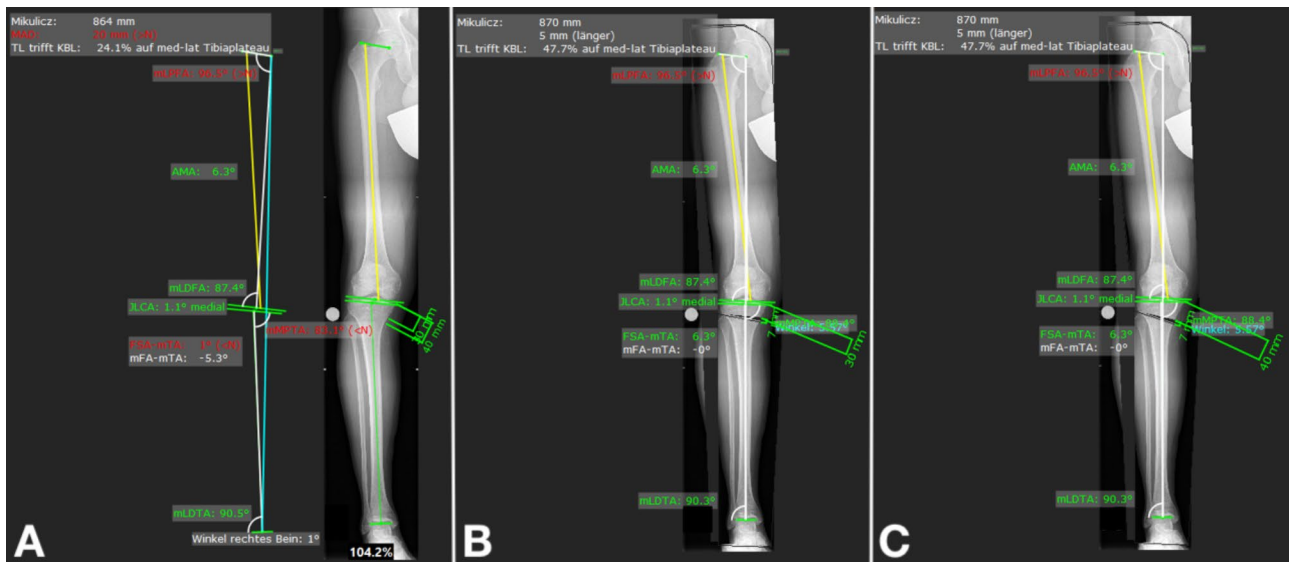 Mikulicz: 864 mm
MAD: 20 mm (>N)
TL trifft KBL: 24.1% auf med-lat Tibiaplateau
mLPFA: 96.5° (>N)
AMA: 6.3°
mLDFA: 87.4°
JLCA: 1.1° medial
FSA-mTA: 1° (<N)
mFA-mTA: -5.3°
40 mm
mLDTA: 90.5°
Winkel rechtes Bein: 1°
104.2%
A
Mikulicz: 870 mm
5 mm (länger)
TL trifft KBL: 47.7% auf med-lat Tibiaplateau
mLPFA: 96.5° (>N)
AMA: 6.3°
mLDFA: 87.4°
JLCA: 1.1° medial
mMPTA: 88.4°
Winkel: 5.57°
FSA-mTA: 6.3°
mFA-mTA: -0°
30 mm
mLDTA: 90.3°
B
Mikulicz: 870 mm
5 mm (länger)
TL trifft KBL: 47.7% auf med-lat Tibiaplateau
mLPFA: 96.5° (>N)
AMA: 6.3°
mLDFA: 87.4°
JLCA: 1.1° medial
mMPTA: 88.4°
Winkel: 5.57°
FSA-mTA: 6.3°
mFA-mTA: -0°
40 mm
mLDTA: 90.3°
C